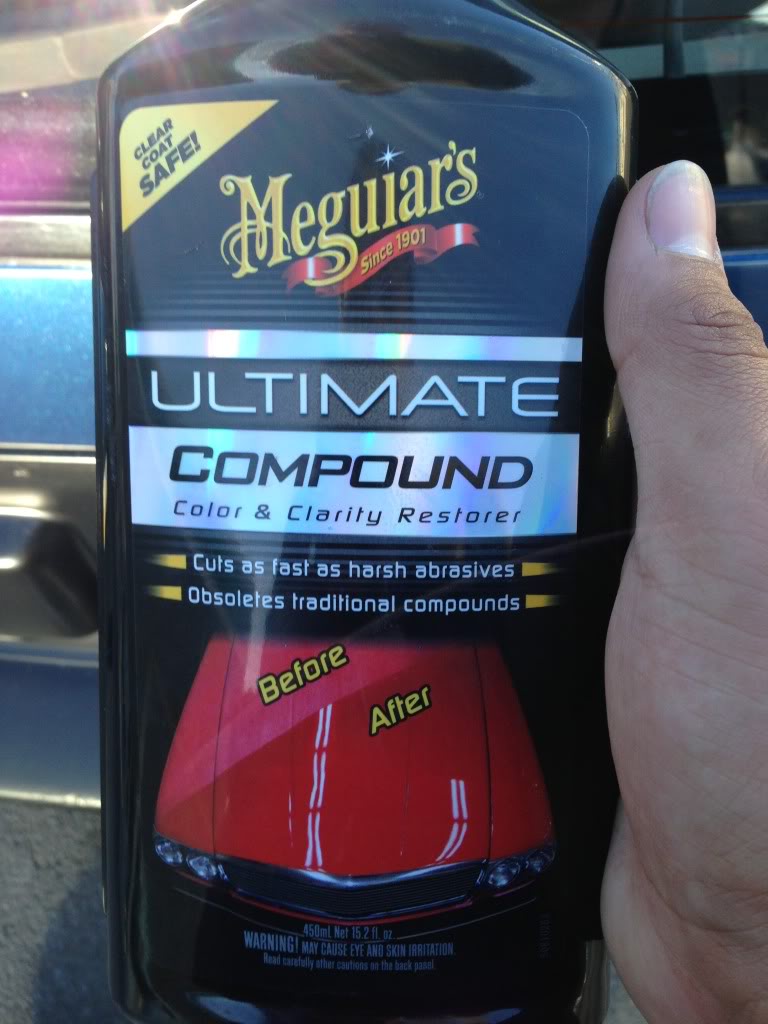 CLEAR
COAT
SAFE!
Meguiar's
Since 1901
ULTIMATE
COMPOUND
Color & Clarity Restorer
Cuts as fast as harsh abrasives
Obsoletes traditional compounds
Before
After
450mL Net 15.2 fl. oz.
WARNING! MAY CAUSE EYE AND SKIN IRRITATION.
Read carefully other cautions on the back panel.